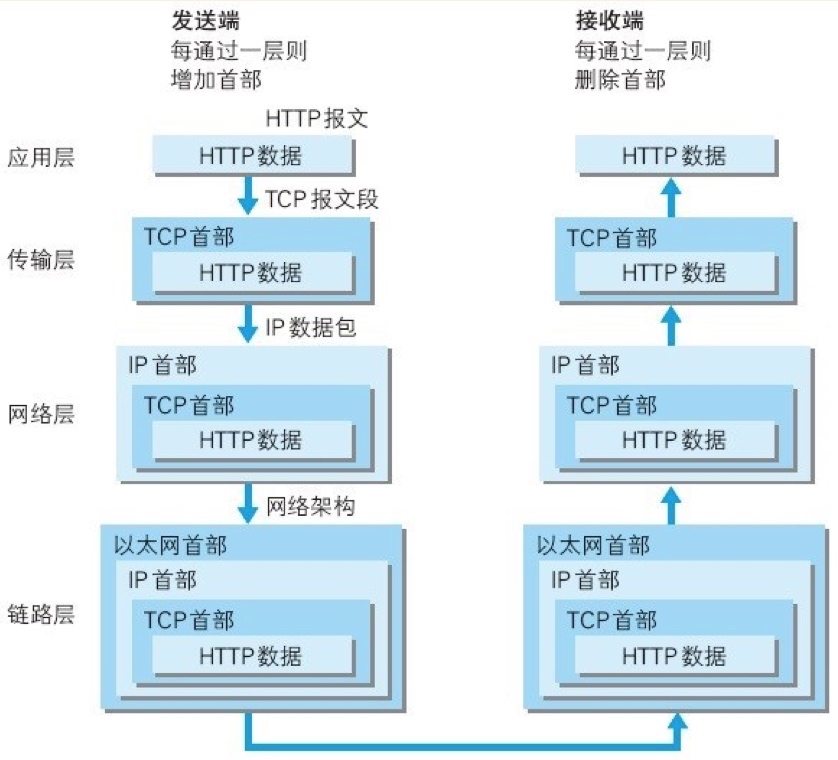 发送端
每通过一层则
增加首部
接收端
每通过一层则
删除首部
HTTP报文
应用层
HTTP数据
HTTP数据
TCP报文段
传输层
TCP首部
HTTP数据
TCP首部
HTTP数据
IP数据包
网络层
IP首部
TCP首部
HTTP数据
IP首部
TCP首部
HTTP数据
网络架构
链路层
以太网首部
IP首部
TCP首部
HTTP数据
以太网首部
IP首部
TCP首部
HTTP数据